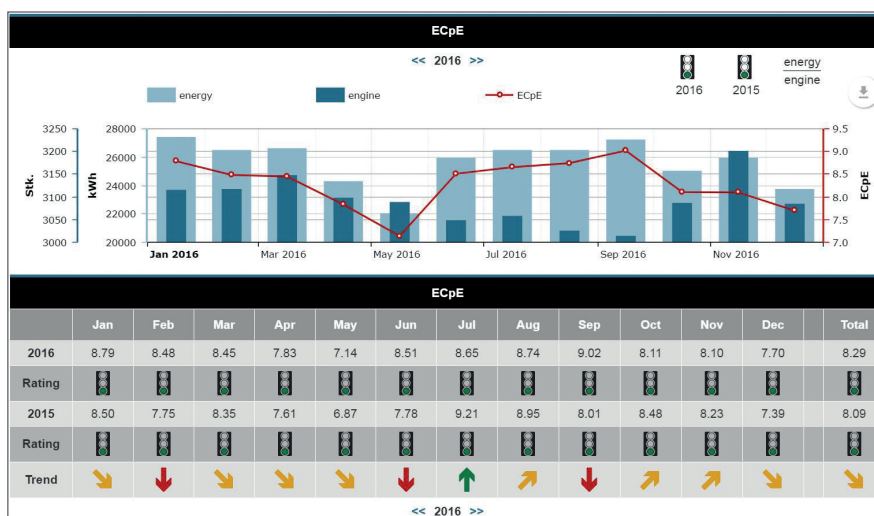 ECpE
<< 2016 >>
2016 2015 energy engine
energy engine ECpE
3250 28000 9.5
3200 26000 9.0
3150 8.5
3100 24000 8.0
3050 22000 7.5
3000 20000 7.0
Stk. kWh ECpE
Jan 2016 Mar 2016 May 2016 Jul 2016 Sep 2016 Nov 2016
ECpE
Jan Feb Mar Apr May Jun Jul Aug Sep Oct Nov Dec Total
2016 8.79 8.48 8.45 7.83 7.14 8.51 8.65 8.74 9.02 8.11 8.10 7.70 8.29
Rating
2015 8.50 7.75 8.35 7.61 6.87 7.78 9.21 8.95 8.01 8.48 8.23 7.39 8.09
Rating
Trend
<< 2016 >>